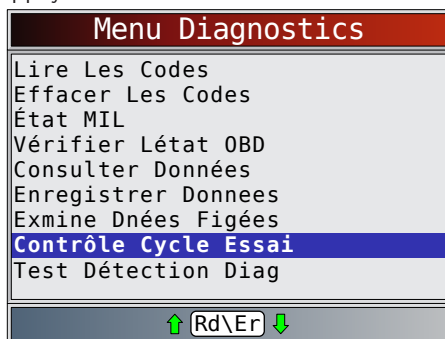 Menu Diagnostics
Lire Les Codes
Effacer Les Codes
État MIL
Vérifier Létat OBD
Consulter Données
Enregistrer Donnees
Exmine Dnées Figées
Contrôle Cycle Essai
Test Détection Diag
Rd\Er